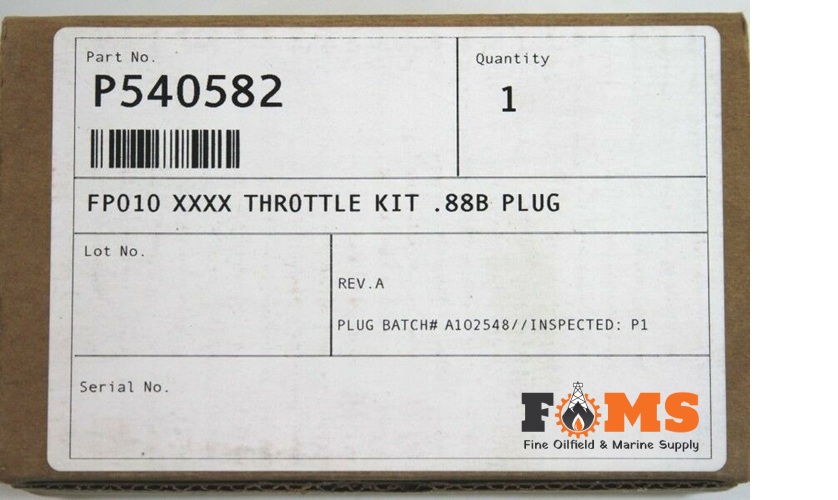 Part No.
P540582
Quantity
1
FP010 XXXX THROTTLE KIT .88B PLUG
Lot No.
REV.A
PLUG BATCH# A102548//INSPECTED: P1
Serial No.
FOMS
Fine Oilfield & Marine Supply